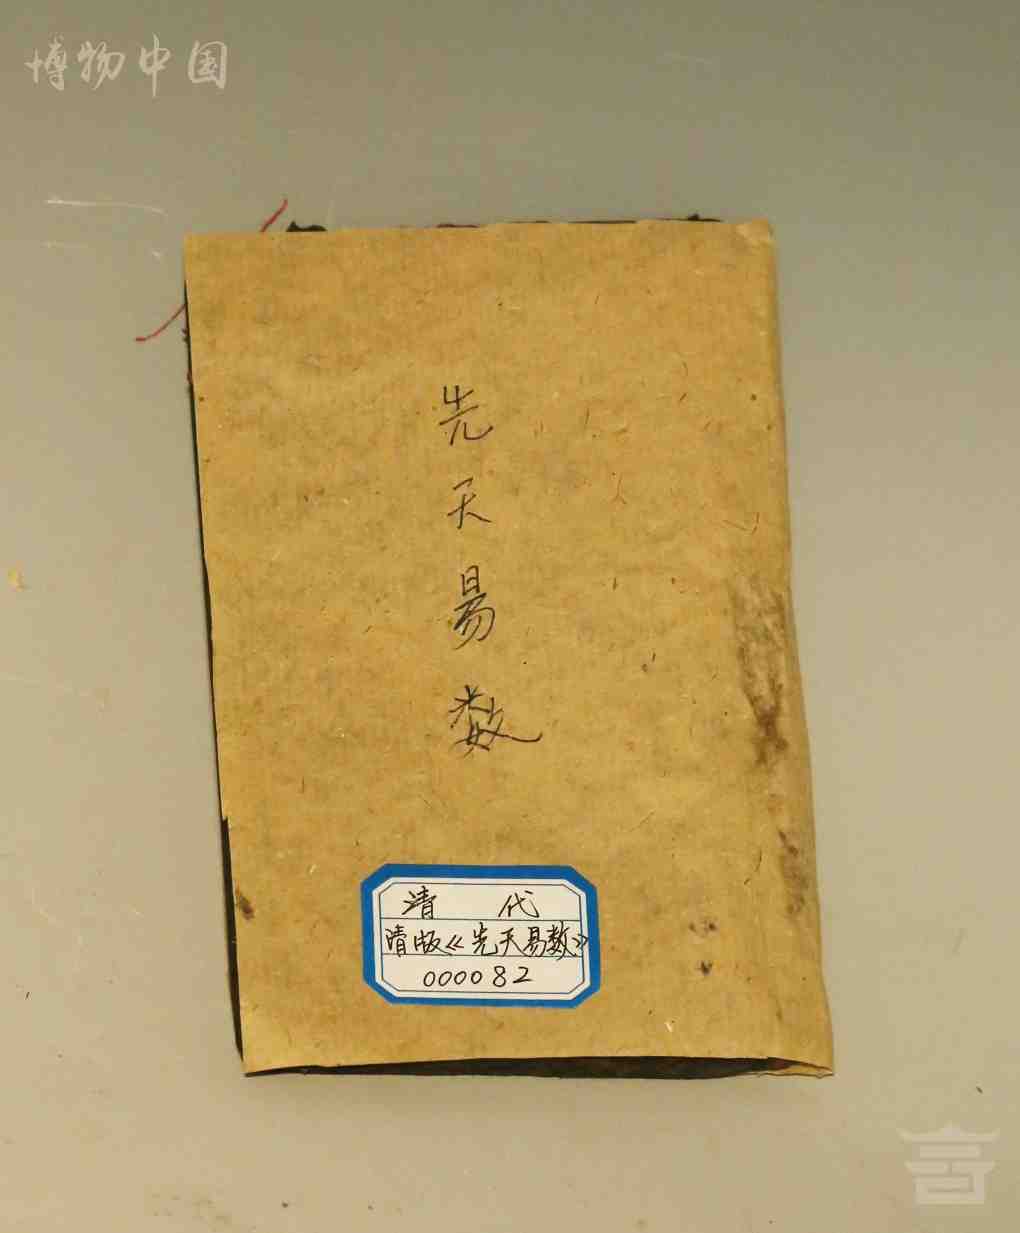 博物中国
先天易数
清 代
清版《先天易数》
000082